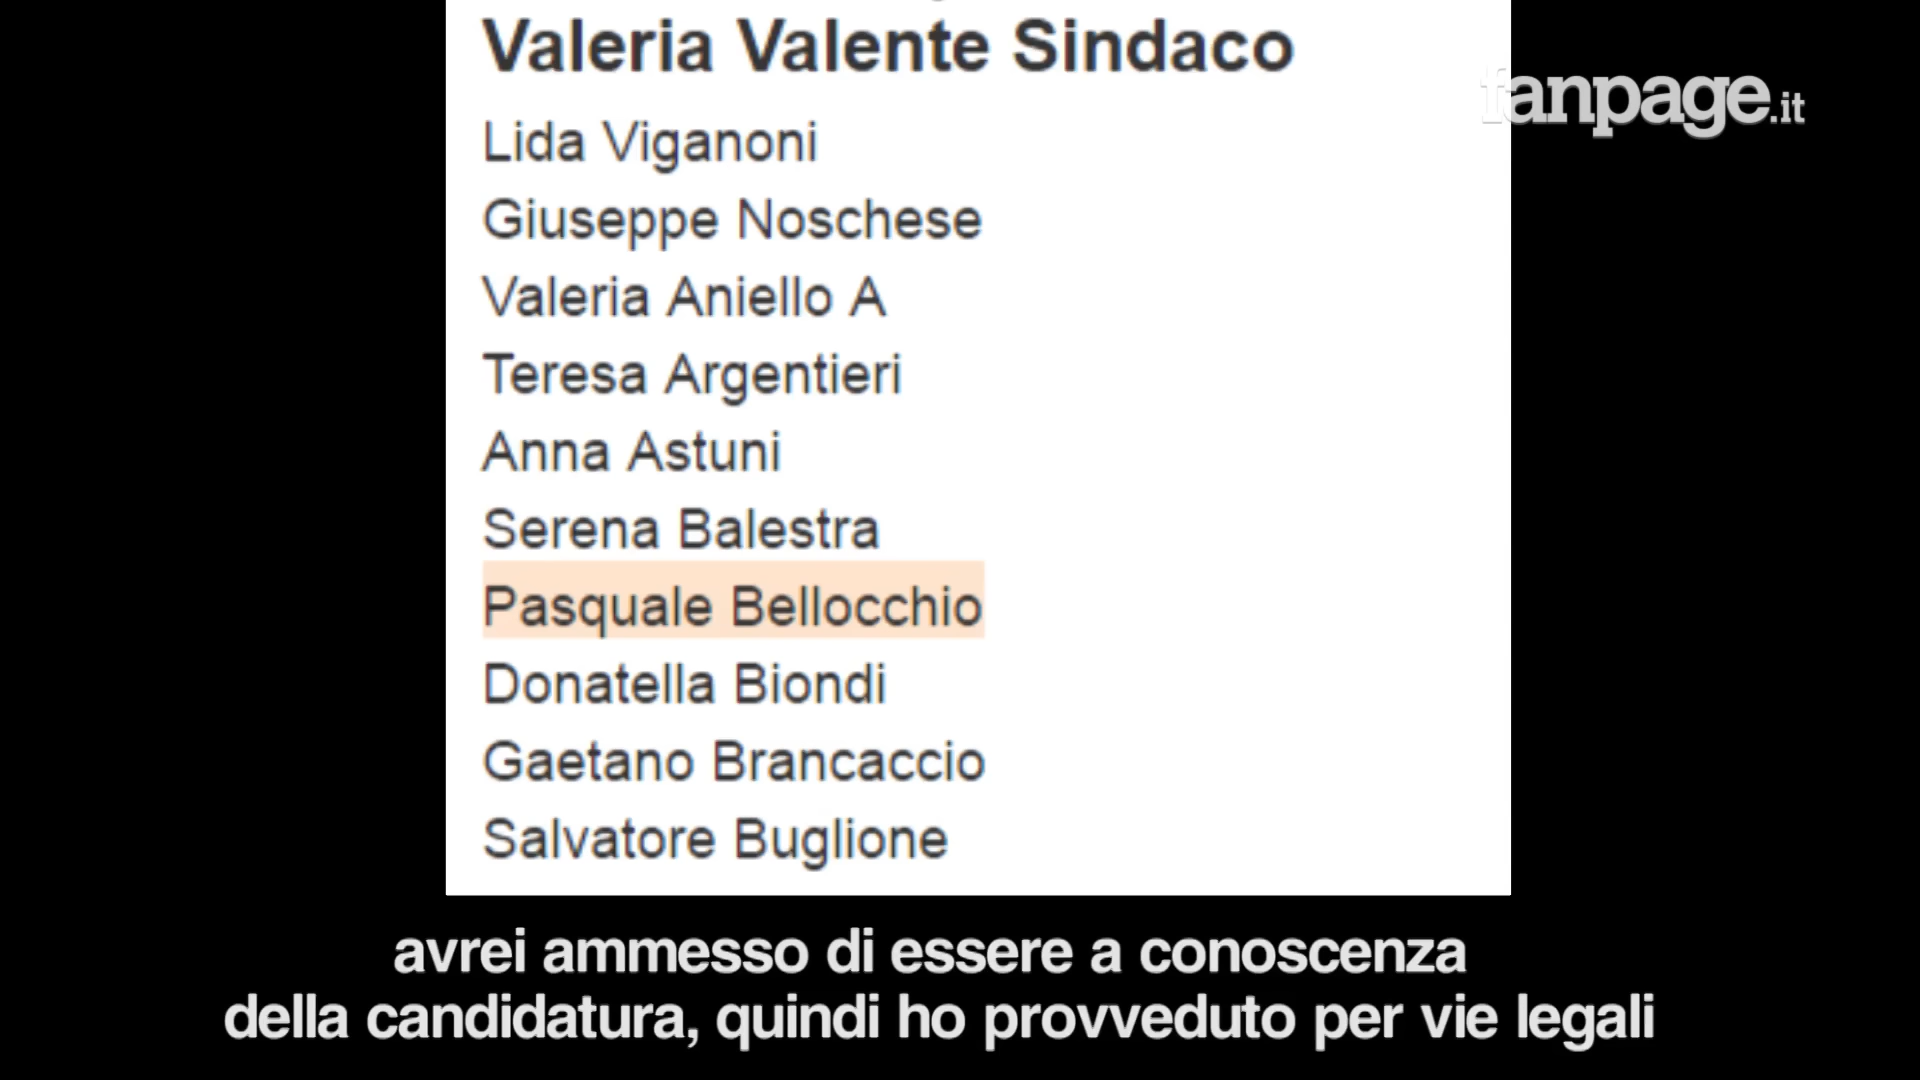 Valeria Valente Sindaco
fanpage.it
Lida Viganoni
Giuseppe Noschese
Valeria Aniello A
Teresa Argentieri
Anna Astuni
Serena Balestra
Pasquale Bellocchio
Donatella Biondi
Gaetano Brancaccio
Salvatore Buglione
avrei ammesso di essere a conoscenza
della candidatura, quindi ho provveduto per vie legali